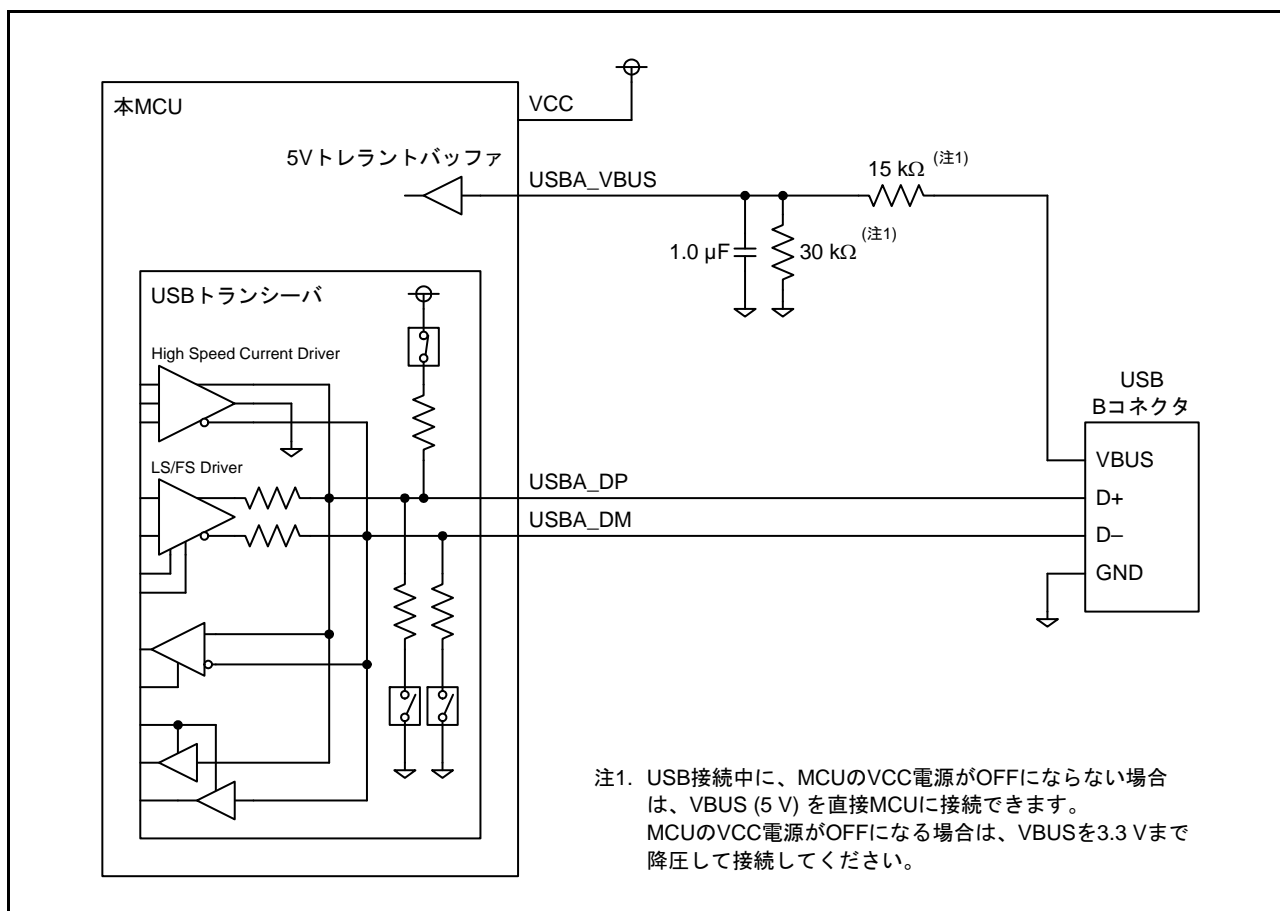 本MCU
VCC
5Vトレラントバッファ
USBA_VBUS
15 kΩ (注1)
1.0 µF
30 kΩ (注1)
USBトランシーバ
High Speed Current Driver
USB
Bコネクタ
LS/FS Driver
VBUS
USBA_DP
D+
USBA_DM
D–
GND
注1. USB接続中に、MCUのVCC電源がOFFにならない場合
は、VBUS (5 V) を直接MCUに接続できます。
MCUのVCC電源がOFFになる場合は、VBUSを3.3 Vまで
降圧して接続してください。